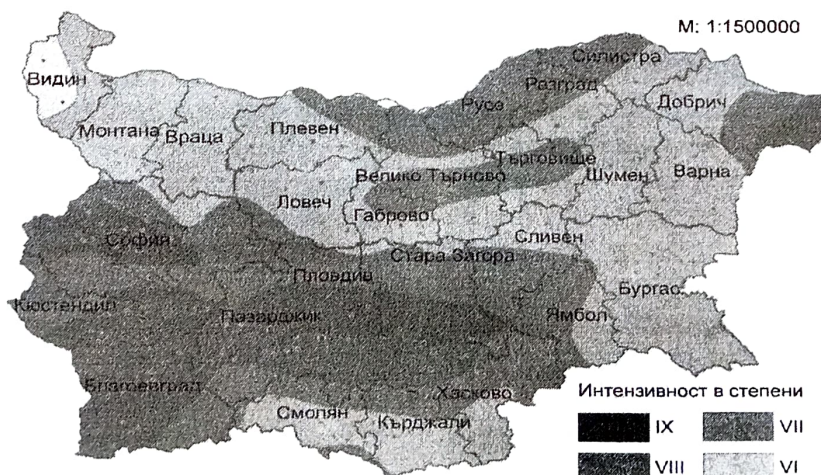 М: 1:1500000
Силистра
Видин
Разград
Русе
Добрич
Монтана
Враца
Плевен
Търговище
Велико Търново
Шумен
Варна
Ловеч
Габрово
София
Сливен
Стара Загора
Пловдив
Бургас
Кюстендил
Пазарджик
Ямбол
Благоевград
Хасково
Интензивност в степени
Смолян
Кърджали
IX
VII
VIII
VI